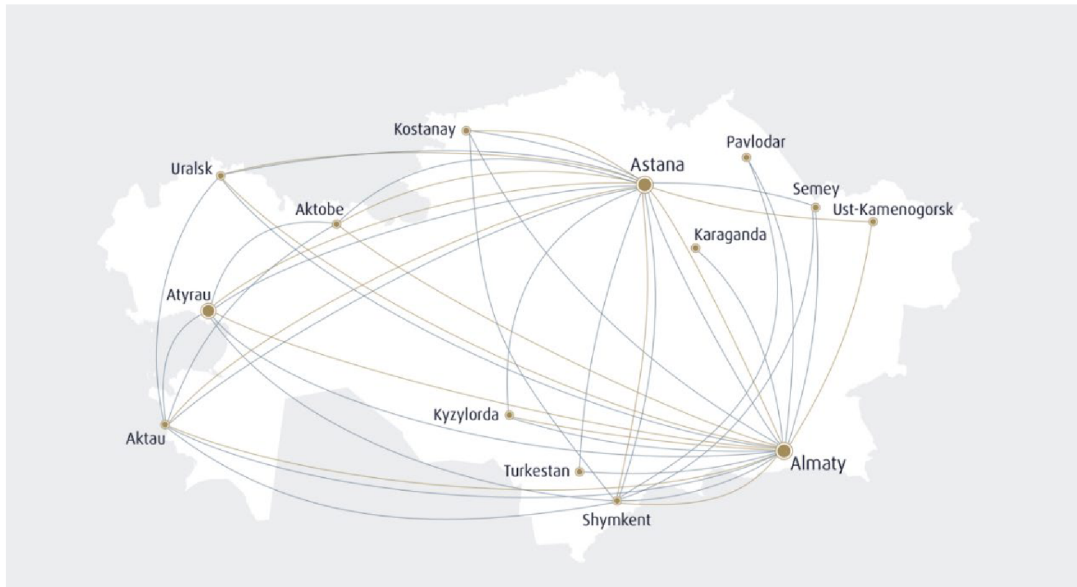 Kostanay
Pavlodar
Astana
Uralsk
Semey
Aktobe
Ust-Kamenogorsk
Karaganda
Atyrau
Kyzylorda
Aktau
Almaty
Turkestan
Shymkent